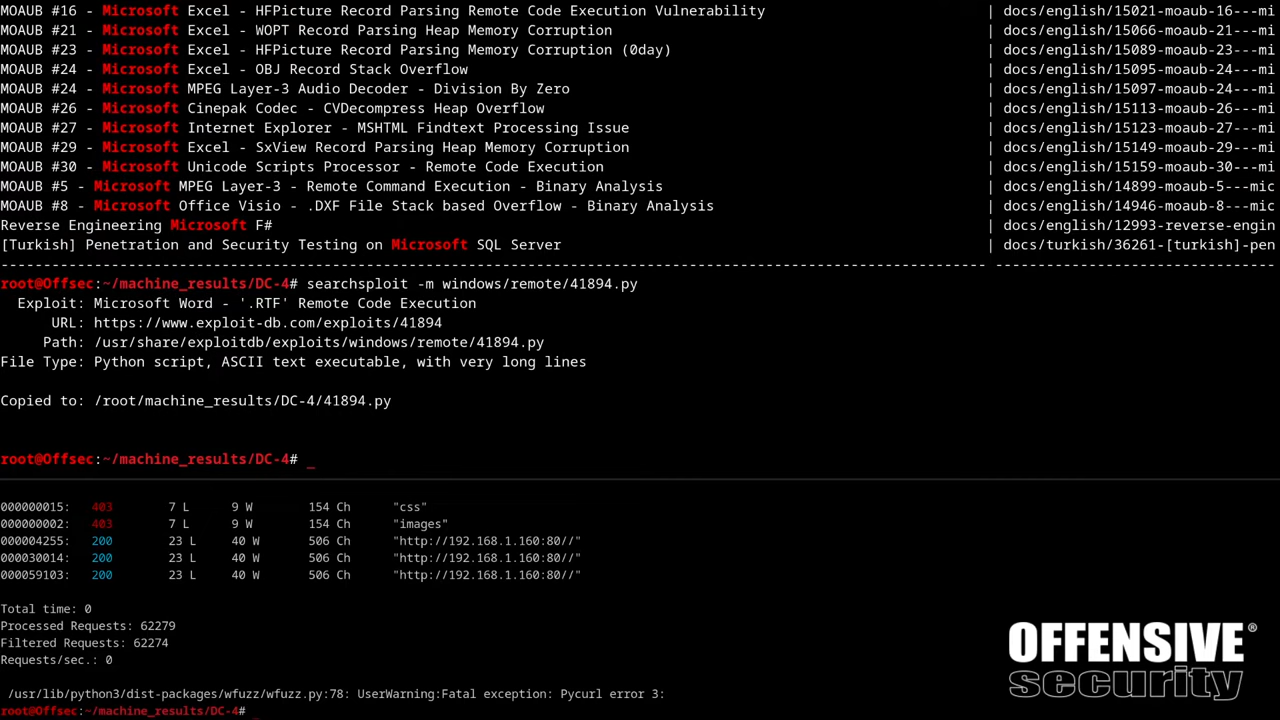 MOAUB #16 - Microsoft Excel - HFPicture Record Parsing Remote Code Execution Vulnerability | docs/english/15021-moaub-16---mi
MOAUB #21 - Microsoft Excel - WOPT Record Parsing Heap Memory Corruption | docs/english/15066-moaub-21---mi
MOAUB #23 - Microsoft Excel - HFPicture Record Parsing Memory Corruption (0day) | docs/english/15089-moaub-23---mi
MOAUB #24 - Microsoft Excel - OBJ Record Stack Overflow | docs/english/15095-moaub-24---mi
MOAUB #24 - Microsoft MPEG Layer-3 Audio Decoder - Division By Zero | docs/english/15097-moaub-24---mi
MOAUB #26 - Microsoft Cinepak Codec - CVDecompress Heap Overflow | docs/english/15113-moaub-26---mi
MOAUB #27 - Microsoft Internet Explorer - MSHTML Findtext Processing Issue | docs/english/15123-moaub-27---mi
MOAUB #29 - Microsoft Excel - SxView Record Parsing Heap Memory Corruption | docs/english/15149-moaub-29---mi
MOAUB #30 - Microsoft Unicode Scripts Processor - Remote Code Execution | docs/english/15159-moaub-30---mi
MOAUB #5 - Microsoft MPEG Layer-3 - Remote Command Execution - Binary Analysis | docs/english/14899-moaub-5---mic
MOAUB #8 - Microsoft Office Visio - .DXF File Stack based Overflow - Binary Analysis | docs/english/14946-moaub-8---mic
Reverse Engineering Microsoft F# | docs/english/12993-reverse-engin
[Turkish] Penetration and Security Testing on Microsoft SQL Server | docs/turkish/36261-[turkish]-pen
root@Offsec:~/machine_results/DC-4# searchsploit -m windows/remote/41894.py
Exploit: Microsoft Word - '.RTF' Remote Code Execution
URL: https://www.exploit-db.com/exploits/41894
Path: /usr/share/exploitdb/exploits/windows/remote/41894.py
File Type: Python script, ASCII text executable, with very long lines
Copied to: /root/machine_results/DC-4/41894.py
root@Offsec:~/machine_results/DC-4# _
000000015: 403 7 L 9 W 154 Ch "css"
000000002: 403 7 L 9 W 154 Ch "images"
000004255: 200 23 L 40 W 506 Ch "http://192.168.1.160:80//"
000030014: 200 23 L 40 W 506 Ch "http://192.168.1.160:80//"
000059103: 200 23 L 40 W 506 Ch "http://192.168.1.160:80//"
Total time: 0
Processed Requests: 62279
Filtered Requests: 62274
Requests/sec.: 0
/usr/lib/python3/dist-packages/wfuzz/wfuzz.py:78: UserWarning:Fatal exception: Pycurl error 3:
root@Offsec:~/machine_results/DC-4#
OFFENSIVE®
security